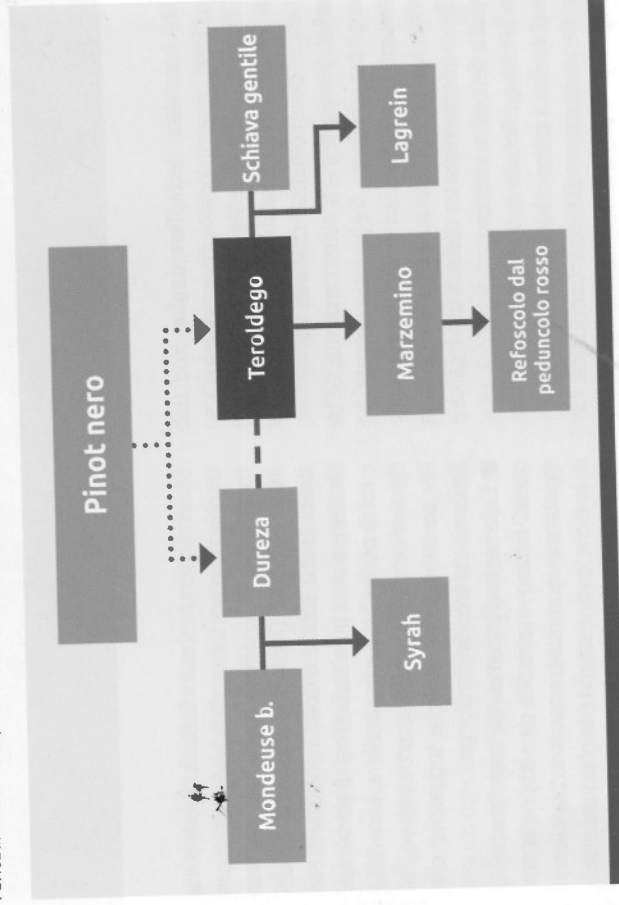 Pinot nero
Mondeuse b.
Dureza
Teroldego
Schiava gentile
Syrah
Marzemino
Lagrein
Refoscolo dal
peduncolo rosso